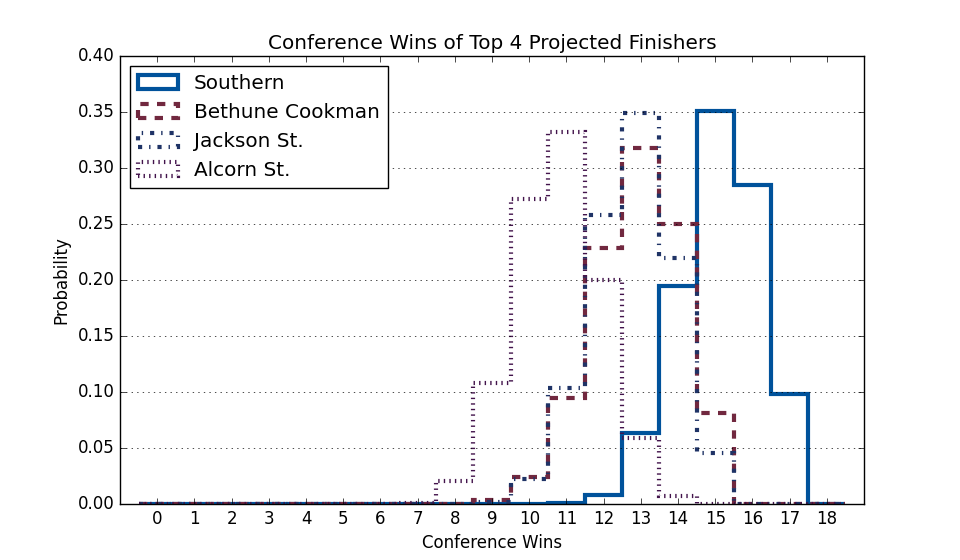 Conference Wins of Top 4 Projected Finishers
Southern
Bethune Cookman
Jackson St.
Alcorn St.
0.40
0.35
0.30
0.25
0.20
0.15
0.10
0.05
0.00
Probability
0 1 2 3 4 5 6 7 8 9 10 11 12 13 14 15 16 17 18
Conference Wins